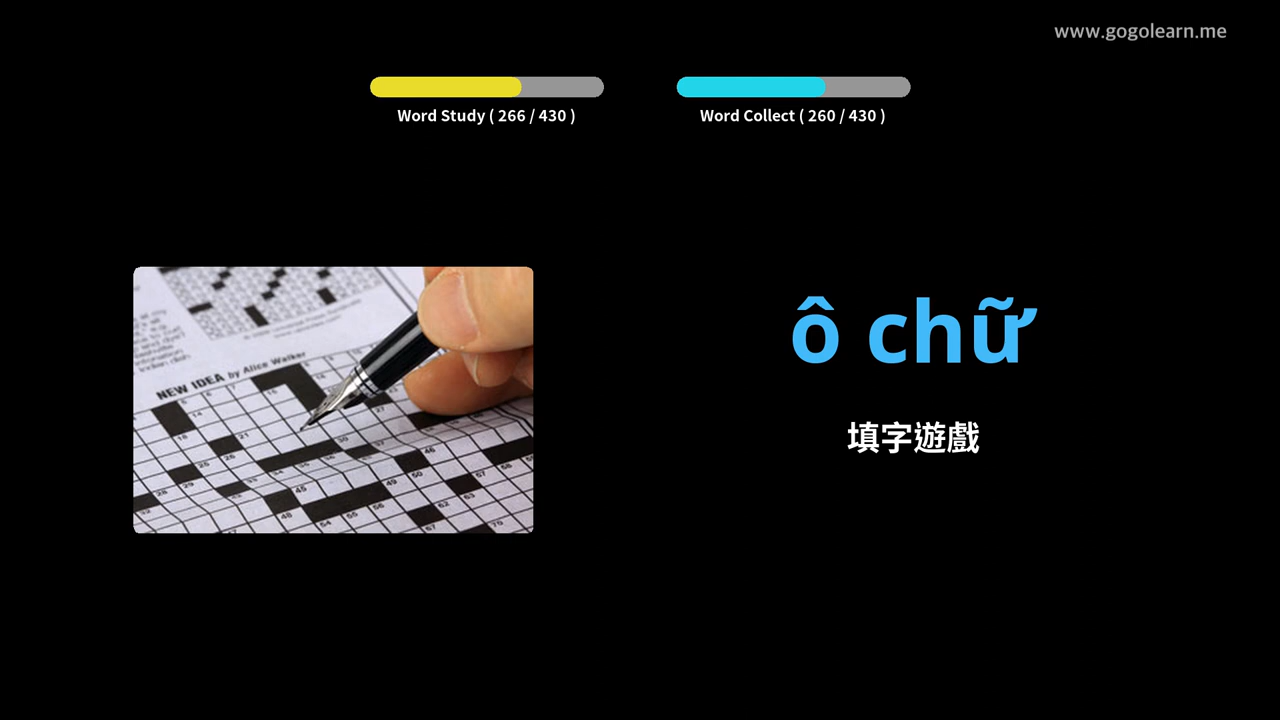 www.gogolearn.me
Word Study ( 266 / 430 )
Word Collect ( 260 / 430 )
ô chữ
填字遊戲
NEW IDEA by Alice Walker